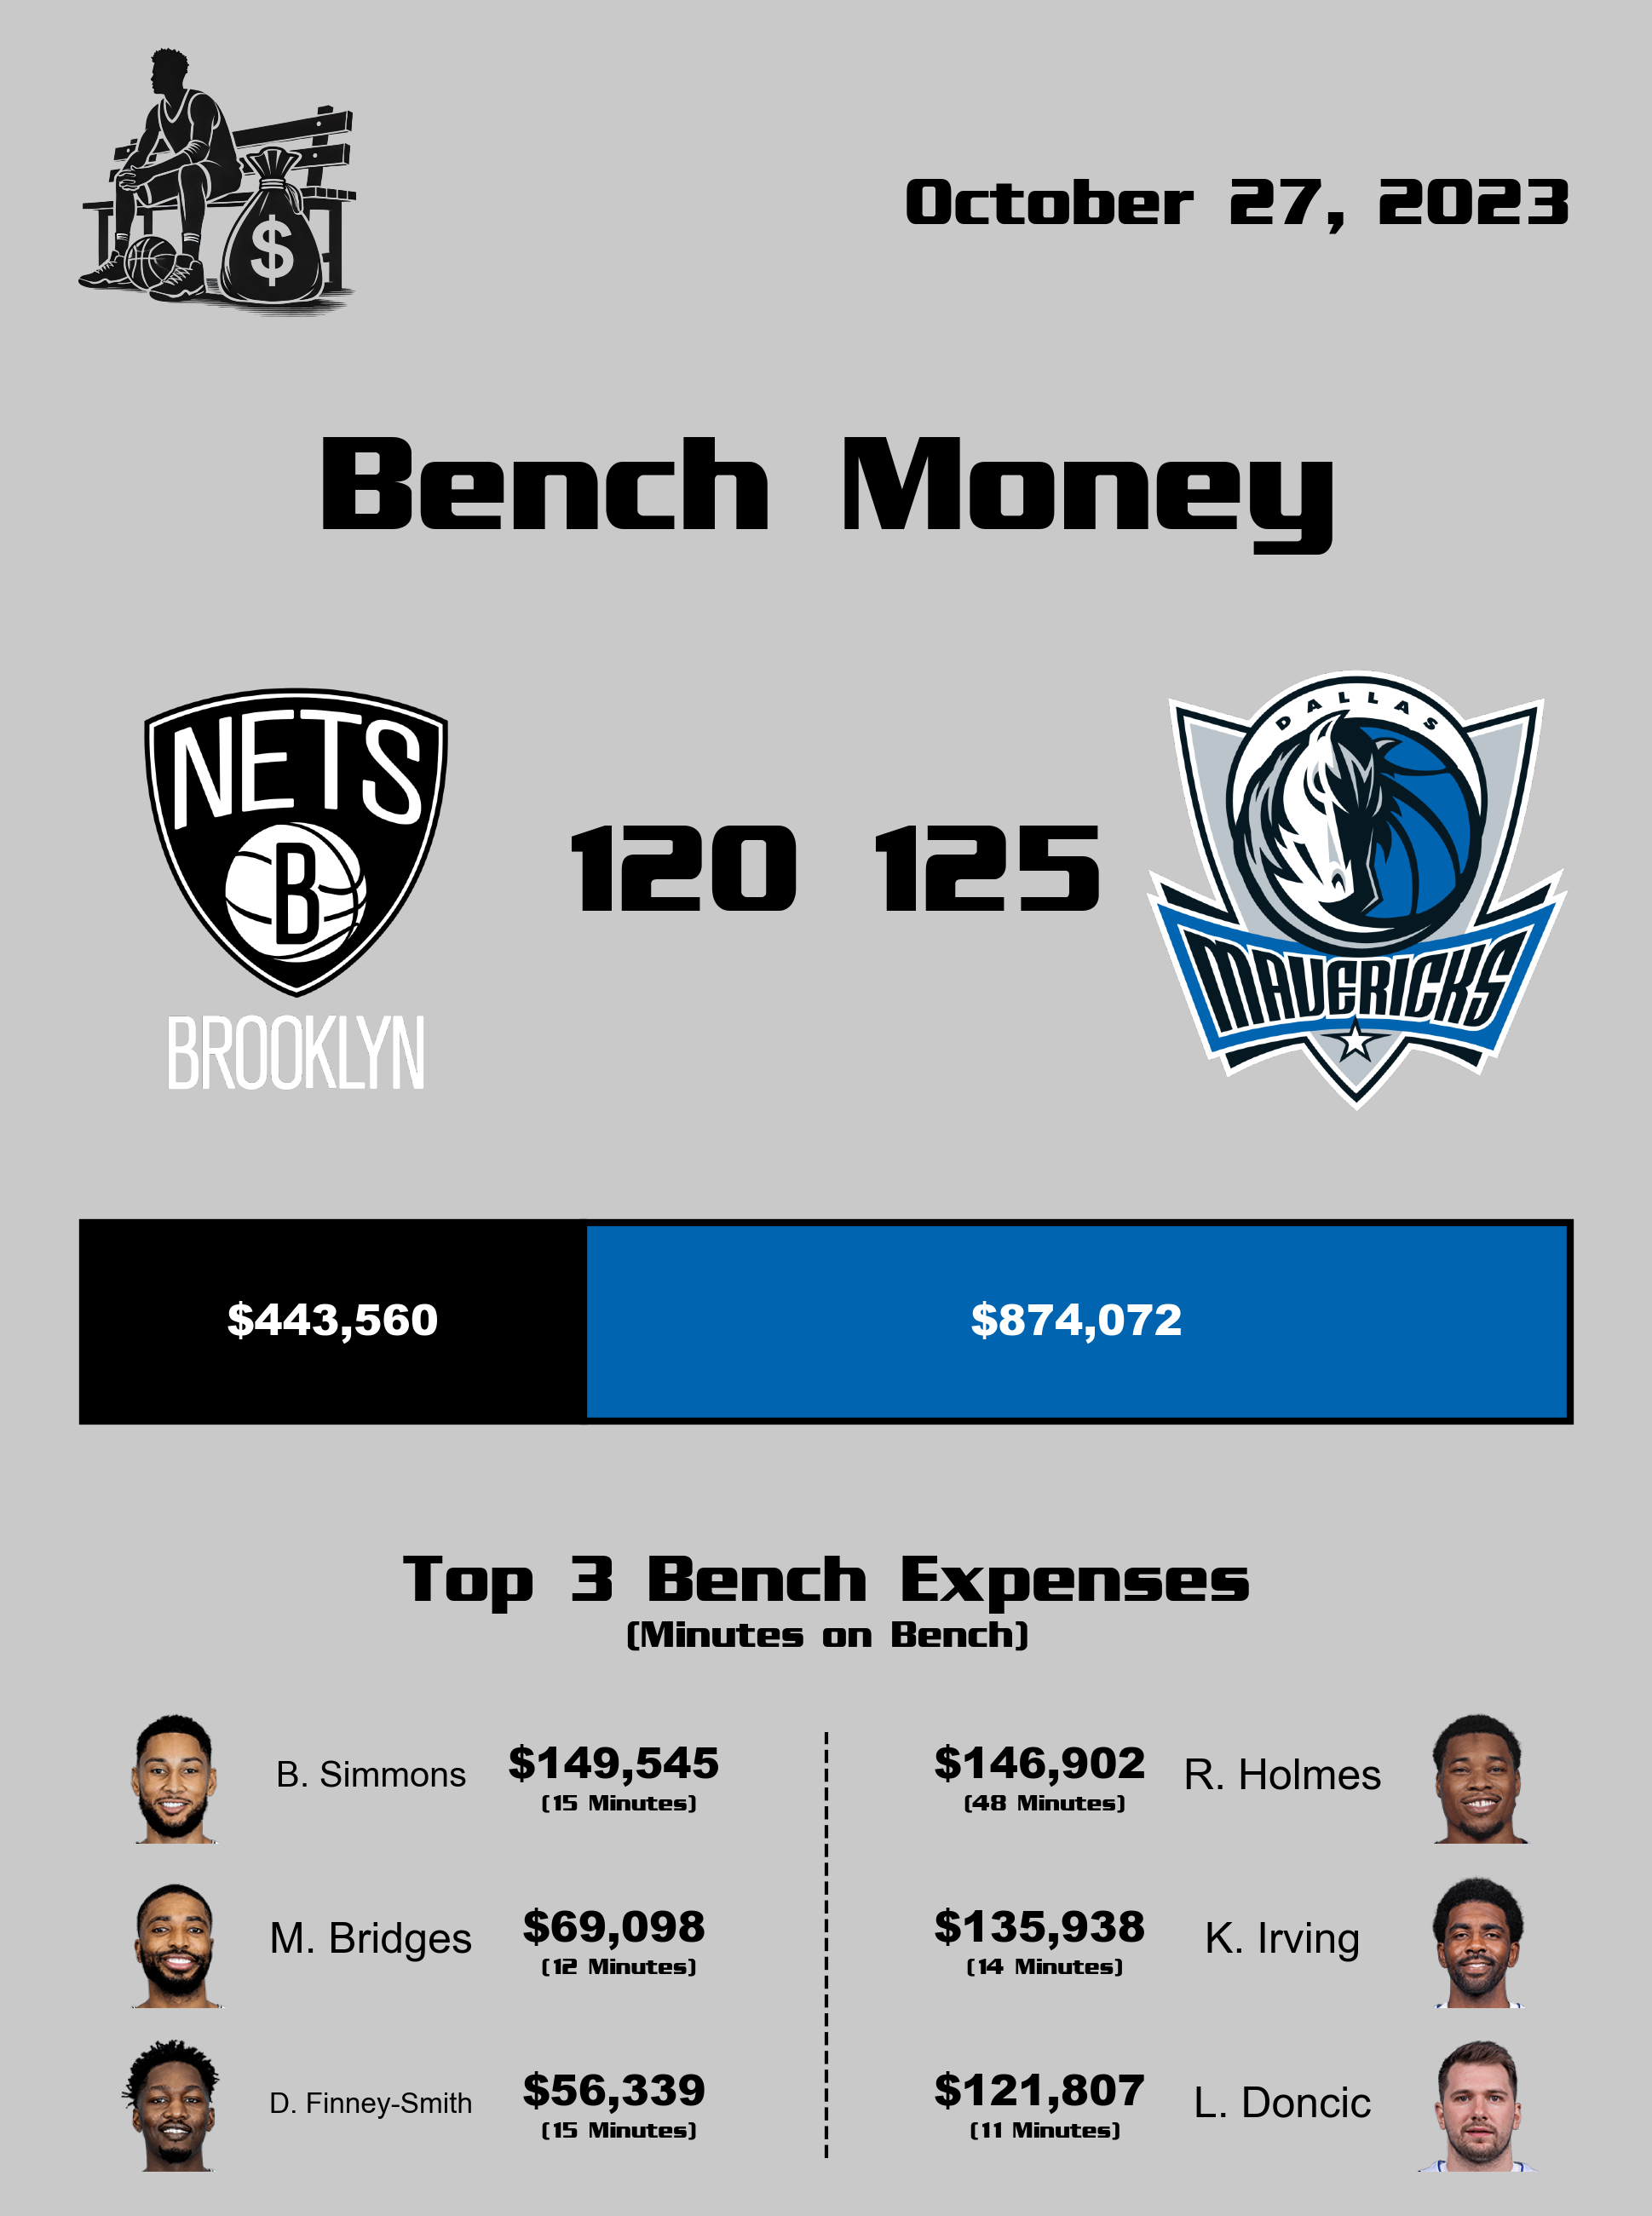 $
October 27, 2023
Bench Money
NETS
B
BROOKLYN
120 125
DALLAS
MAVERICKS
$443,560 $874,072
Top 3 Bench Expenses
(Minutes on Bench)
B. Simmons $149,545 $146,902 R. Holmes
(15 Minutes) (48 Minutes)
M. Bridges $69,098 $135,938 K. Irving
(12 Minutes) (14 Minutes)
D. Finney-Smith $56,339 $121,807 L. Doncic
(15 Minutes) (11 Minutes)